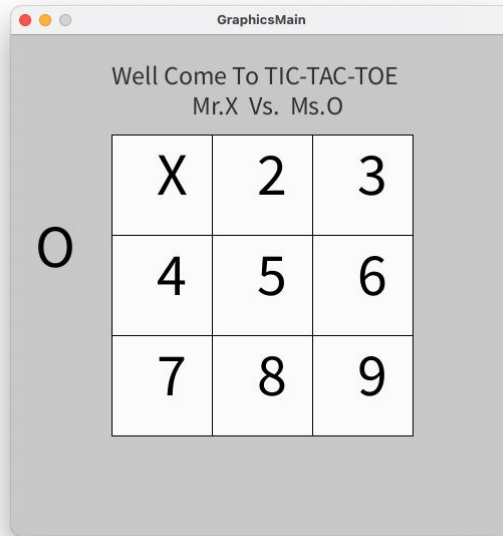 GraphicsMain
Well Come To TIC-TAC-TOE
Mr.X Vs. Ms.O
X 2 3
O
4 5 6
7 8 9